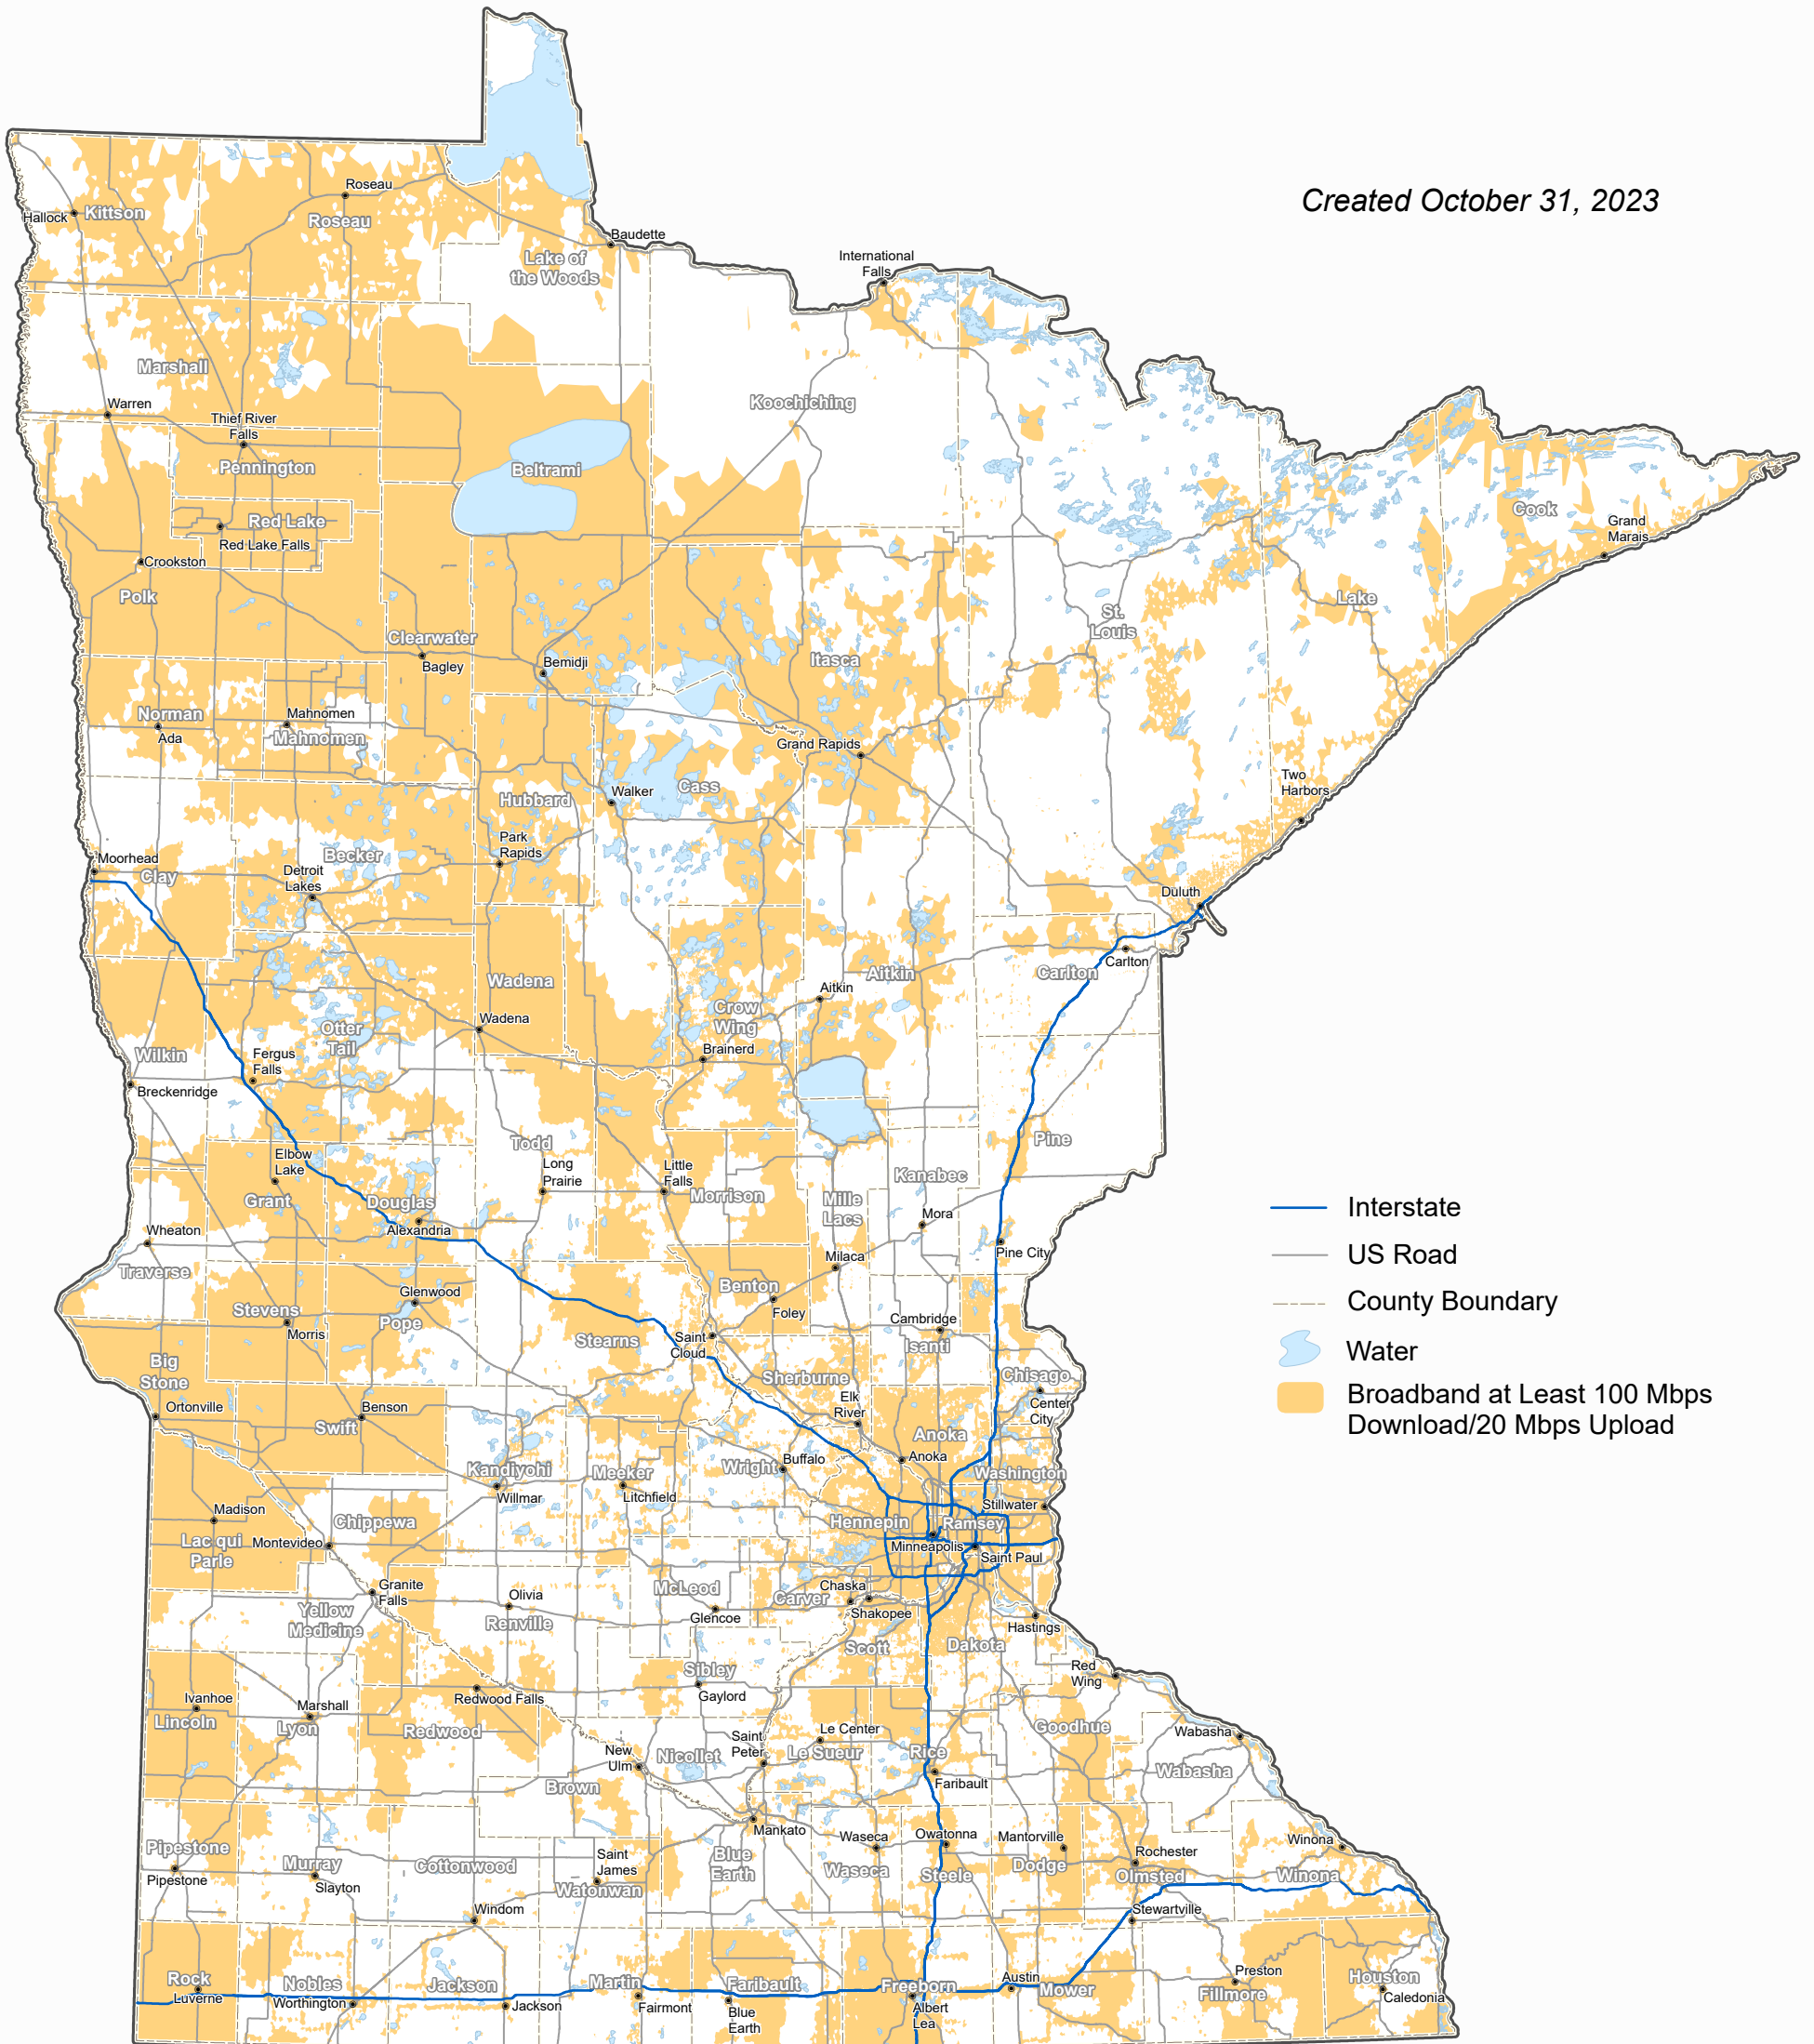 Created October 31, 2023
Roseau
Hallock
Kittson
Roseau
Baudette
Lake of
the Woods
International
Falls
Marshall
Warren
Thief River
Falls
Koochiching
Pennington
Beltrami
Red Lake
Red Lake Falls
Cook
Grand
Marais
Crookston
Polk
Lake
St.
Louis
Clearwater
Bagley
Bemidji
Itasca
Norman
Ada
Mahnomen
Mahnomen
Grand Rapids
Two
Harbors
Hubbard
Walker
Cass
Park
Rapids
Moorhead
Clay
Becker
Detroit
Lakes
Duluth
Carlton
Carlton
Wadena
Aitkin
Aitkin
Crow
Wing
Wadena
Otter
Tail
Brainerd
Wilkin
Fergus
Falls
Breckenridge
Todd
Pine
Elbow
Lake
Long
Prairie
Little
Falls
Morrison
Kanabec
Grant
Douglas
Mille
Lacs
Mora
Alexandria
Wheaton
Milaca
Pine City
Traverse
Benton
Glenwood
Foley
Stevens
Morris
Pope
Stearns
Saint
Cloud
Cambridge
Isanti
Big
Stone
Sherburne
Chisago
Elk
River
Center
City
Ortonville
Benson
Swift
Anoka
Anoka
Kandiyohi
Willmar
Meeker
Litchfield
Wright
Buffalo
Washington
Stillwater
Madison
Chippewa
Hennepin
Ramsey
Lac qui
Parle
Montevideo
Minneapolis
Saint Paul
Granite
Falls
Olivia
McLeod
Chaska
Carver
Yellow
Medicine
Renville
Glencoe
Shakopee
Hastings
Scott
Dakota
Sibley
Gaylord
Red
Wing
Ivanhoe
Lincoln
Marshall
Lyon
Redwood Falls
Redwood
Saint
Peter
Le Center
Le Sueur
Goodhue
Wabasha
New
Ulm
Nicollet
Rice
Faribault
Wabasha
Brown
Mankato
Waseca
Owatonna
Mantorville
Winona
Pipestone
Pipestone
Murray
Slayton
Cottonwood
Saint
James
Watonwan
Blue
Earth
Waseca
Steele
Dodge
Rochester
Olmsted
Winona
Windom
Stewartville
Rock
Luverne
Nobles
Worthington
Jackson
Jackson
Martin
Fairmont
Faribault
Blue
Earth
Freeborn
Albert
Lea
Austin
Mower
Preston
Fillmore
Houston
Caledonia
Interstate
US Road
County Boundary
Water
Broadband at Least 100 Mbps
Download/20 Mbps Upload